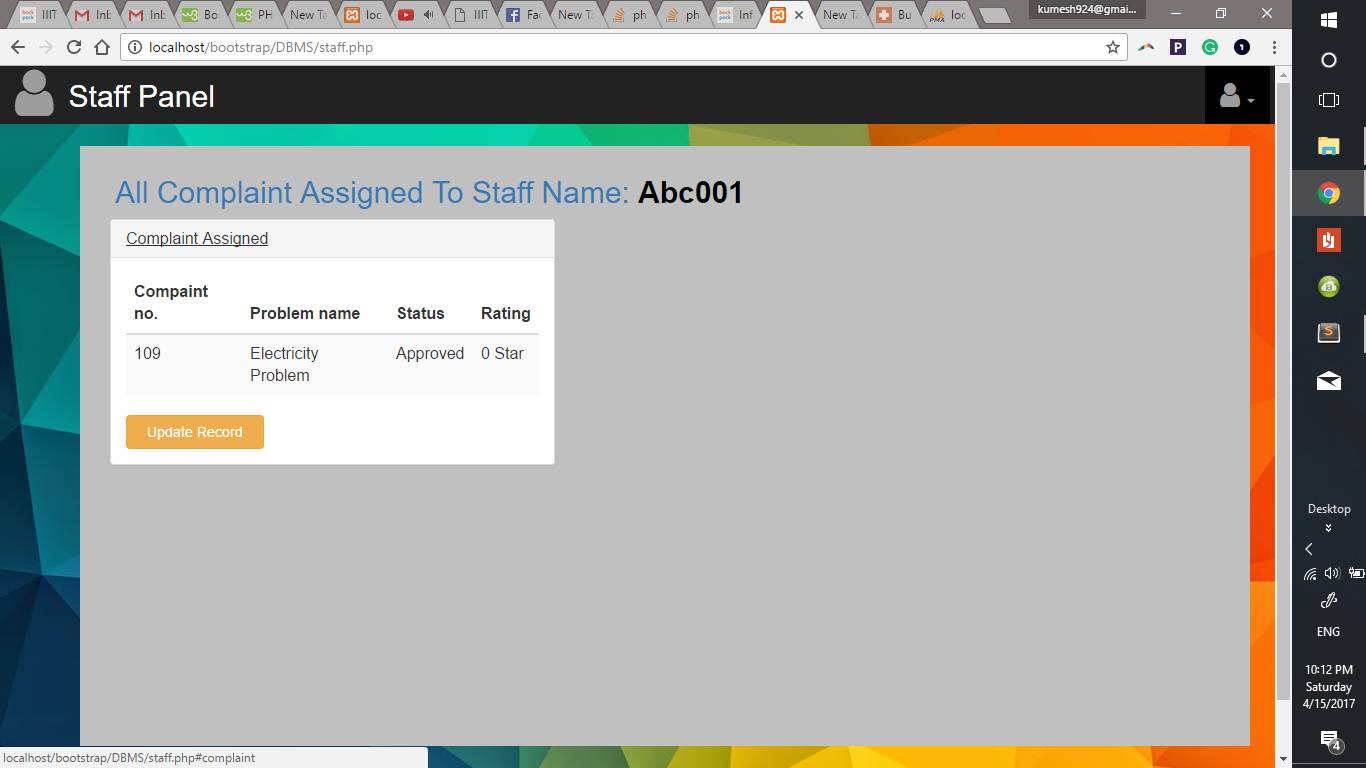 IIIT Inb Inb Bo PH New Ta loc IIIT Fac New Ta ph ph Inf New Ta Bu loc
kumesh924@gmai...
localhost/bootstrap/DBMS/staff.php
Staff Panel
All Complaint Assigned To Staff Name: Abc001
Complaint Assigned
Compaint
no. Problem name Status Rating
109 Electricity Approved 0 Star
Problem
Update Record
localhost/bootstrap/DBMS/staff.php#complaint
Desktop
ENG
10:12 PM
Saturday
4/15/2017
4